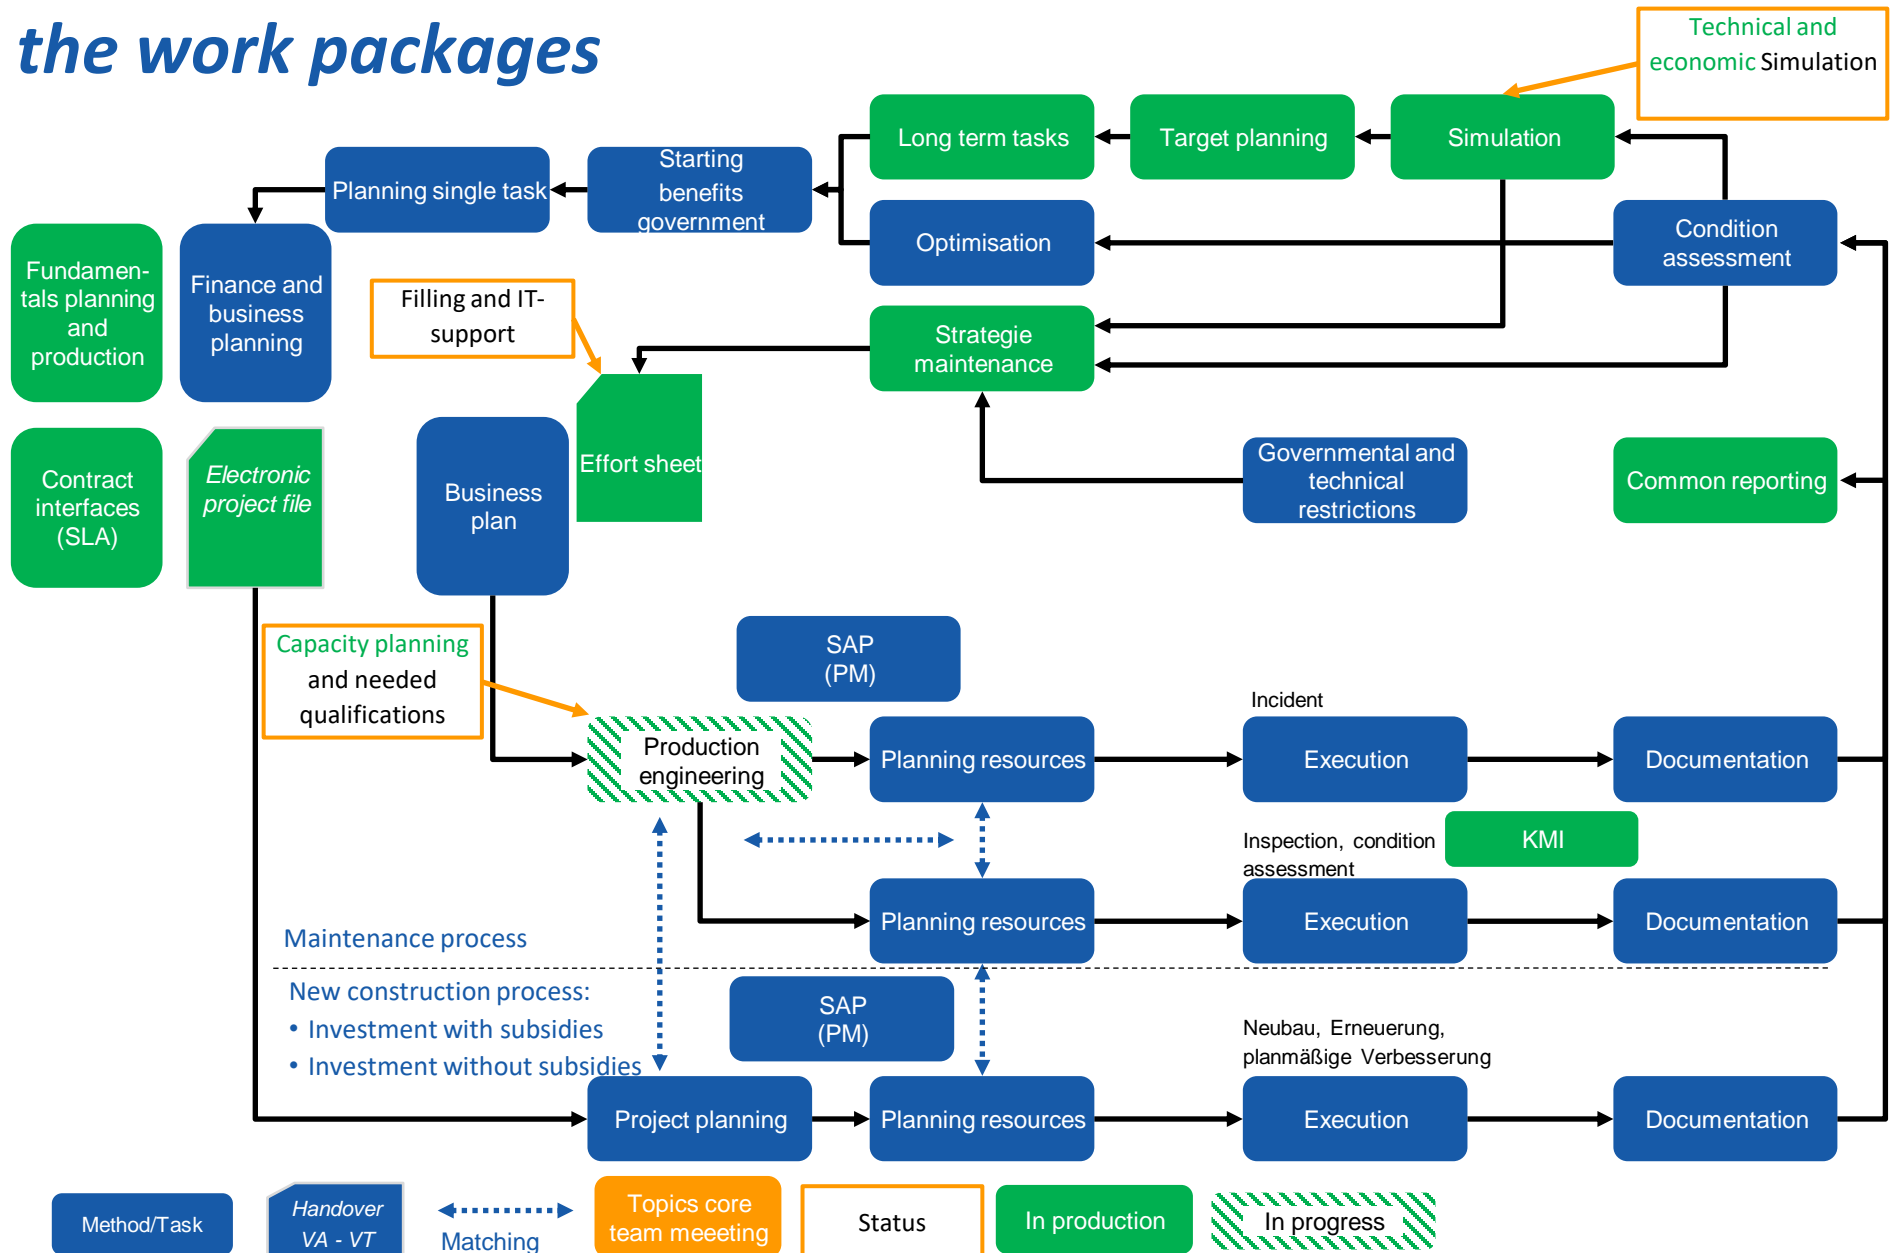 the work packages
Technical and
economic Simulation
Long term tasks
Target planning
Simulation
Starting
benefits
government
Planning single task
Optimisation
Condition
assessment
Fundamen-
tals planning
and
production
Finance and
business
planning
Filling and IT-
support
Strategie
maintenance
Effort sheet
Contract
interfaces
(SLA)
Electronic
project file
Business
plan
Governmental and
technical
restrictions
Common reporting
Capacity planning
and needed
qualifications
SAP
(PM)
Incident
Production
engineering
Planning resources
Execution
Documentation
Inspection, condition
assessment
KMI
Planning resources
Execution
Documentation
Maintenance process
New construction process:
• Investment with subsidies
• Investment without subsidies
SAP
(PM)
Neubau, Erneuerung,
planmäßige Verbesserung
Project planning
Planning resources
Execution
Documentation
Method/Task
Handover
VA - VT
Matching
Topics core
team meeeting
Status
In production
In progress